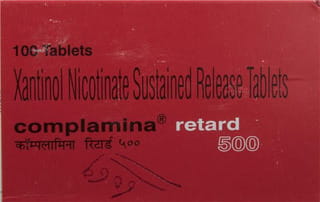 100 Tablets
Xantinol Nicotinate Sustained Release Tablets
complamina® retard
कॉम्पलामिना रिटार्ड ५०० 500